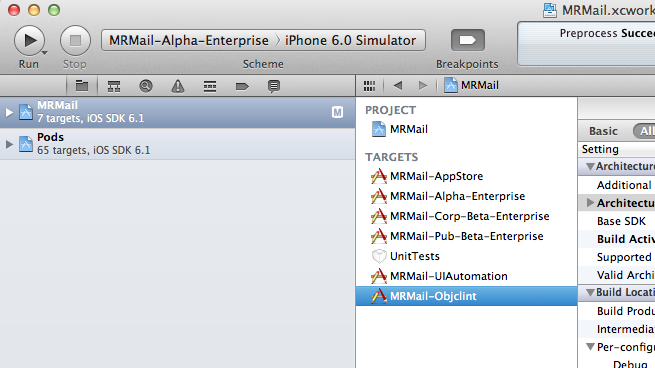 MRMail.xcwork
Run
Stop
MRMail-Alpha-Enterprise
iPhone 6.0 Simulator
Scheme
Breakpoints
Preprocess Succe
MRMail
7 targets, iOS SDK 6.1
M
Pods
65 targets, iOS SDK 6.1
MRMail
PROJECT
MRMail
TARGETS
MRMail-AppStore
MRMail-Alpha-Enterprise
MRMail-Corp-Beta-Enterprise
MRMail-Pub-Beta-Enterprise
UnitTests
MRMail-UIAutomation
MRMail-Objclint
Basic
All
Setting
Architecture
Additional
Architectu
Base SDK
Build Activ
Supported
Valid Archi
Build Locati
Build Produ
Intermedia
Per-config
Debug